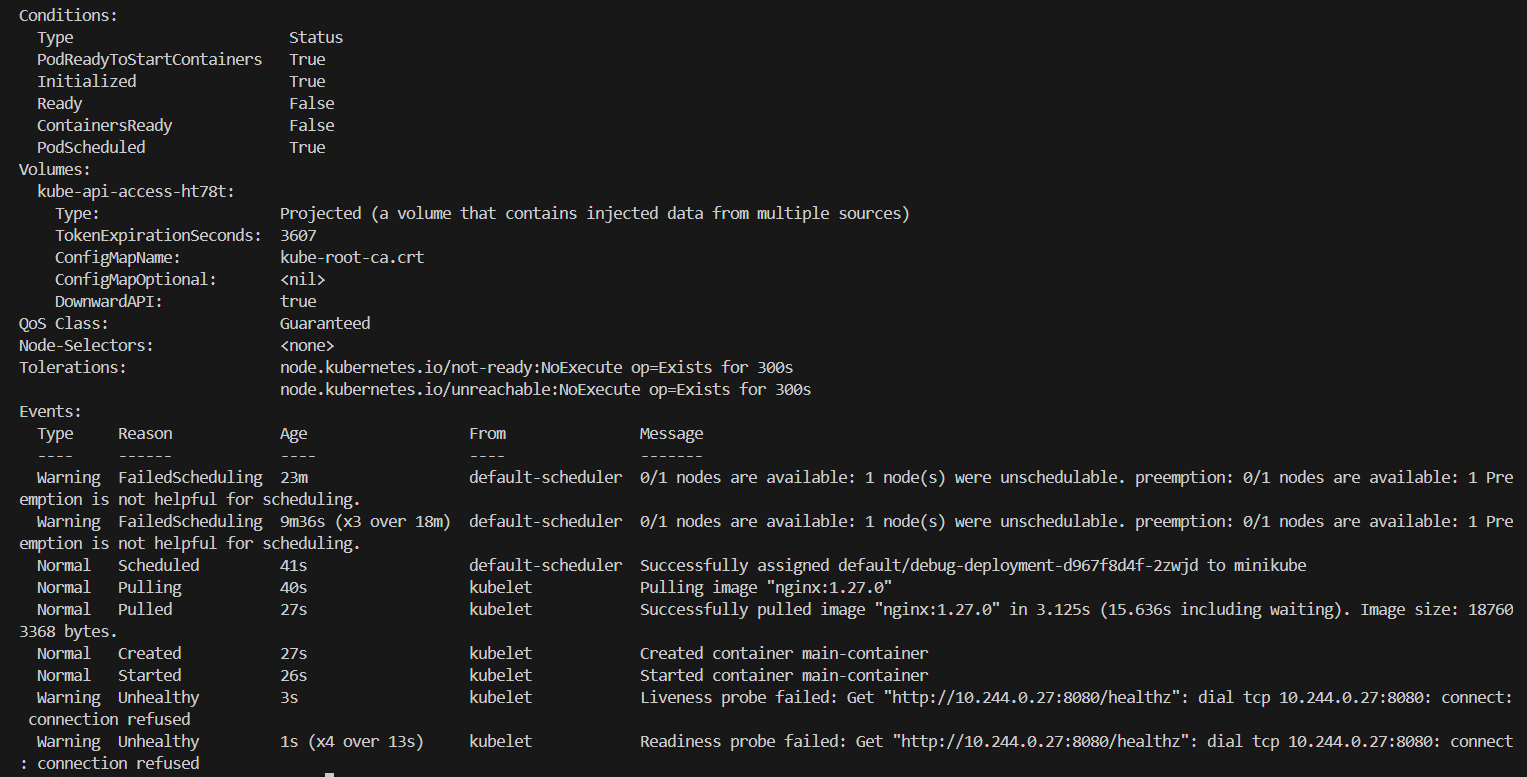 Conditions:
Type Status
PodReadyToStartContainers True
Initialized True
Ready False
ContainersReady False
PodScheduled True
Volumes:
kube-api-access-ht78t:
Type: Projected (a volume that contains injected data from multiple sources)
TokenExpirationSeconds: 3607
ConfigMapName: kube-root-ca.crt
ConfigMapOptional: <nil>
DownwardAPI: true
QoS Class: Guaranteed
Node-Selectors: <none>
Tolerations: node.kubernetes.io/not-ready:NoExecute op=Exists for 300s
node.kubernetes.io/unreachable:NoExecute op=Exists for 300s
Events:
Type Reason Age From Message
---- ------ ---- ---- -------
Warning FailedScheduling 23m default-scheduler 0/1 nodes are available: 1 node(s) were unschedulable. preemption: 0/1 nodes are available: 1 Pre
emption is not helpful for scheduling.
Warning FailedScheduling 9m36s (x3 over 18m) default-scheduler 0/1 nodes are available: 1 node(s) were unschedulable. preemption: 0/1 nodes are available: 1 Pre
emption is not helpful for scheduling.
Normal Scheduled 41s default-scheduler Successfully assigned default/debug-deployment-d967f8d4f-2zwjd to minikube
Normal Pulling 40s kubelet Pulling image "nginx:1.27.0"
Normal Pulled 27s kubelet Successfully pulled image "nginx:1.27.0" in 3.125s (15.636s including waiting). Image size: 18760
3368 bytes.
Normal Created 27s kubelet Created container main-container
Normal Started 26s kubelet Started container main-container
Warning Unhealthy 3s kubelet Liveness probe failed: Get "http://10.244.0.27:8080/healthz": dial tcp 10.244.0.27:8080: connect:
connection refused
Warning Unhealthy 1s (x4 over 13s) kubelet Readiness probe failed: Get "http://10.244.0.27:8080/healthz": dial tcp 10.244.0.27:8080: connect
: connection refused